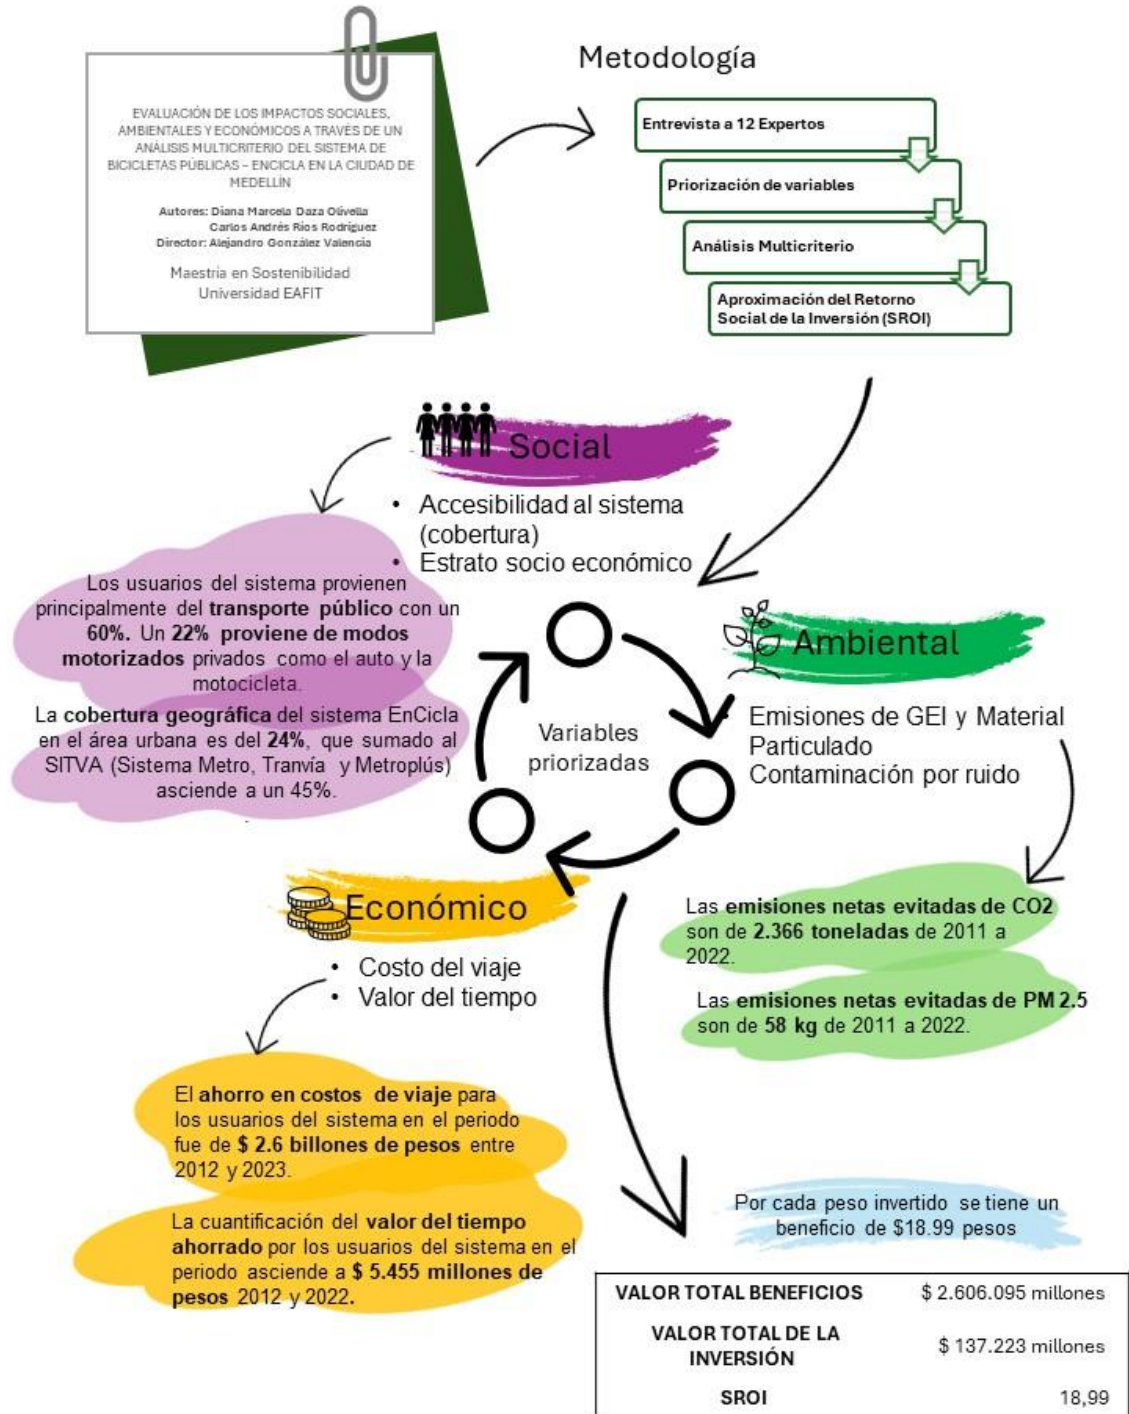 EVALUACIÓN DE LOS IMPACTOS SOCIALES,
AMBIENTALES Y ECONÓMICOS A TRAVÉS DE UN
ANÁLISIS MULTICRITERIO DEL SISTEMA DE
BICICLETAS PÚBLICAS – ENCICLA EN LA CIUDAD DE
MEDELLÍN
Autores: Diana Marcela Daza Olivella
Carlos Andrés Ríos Rodríguez
Director: Alejandro González Valencia
Maestría en Sostenibilidad
Universidad EAFIT
Metodología
Entrevista a 12 Expertos
Priorización de variables
Análisis Multicriterio
Aproximación del Retorno
Social de la Inversión (SROI)
Social
• Accesibilidad al sistema
(cobertura)
• Estrato socio económico
Los usuarios del sistema provienen
principalmente del transporte público con un
60%. Un 22% proviene de modos
motorizados privados como el auto y la
motocicleta.
La cobertura geográfica del sistema EnCicla
en el área urbana es del 24%, que sumado al
SITVA (Sistema Metro, Tranvía y Metroplús)
asciende a un 45%.
Variables
priorizadas
Ambiental
Emisiones de GEI y Material
Particulado
Contaminación por ruido
Las emisiones netas evitadas de CO2
son de 2.366 toneladas de 2011 a
2022.
Las emisiones netas evitadas de PM 2.5
son de 58 kg de 2011 a 2022.
Económico
• Costo del viaje
• Valor del tiempo
El ahorro en costos de viaje para
los usuarios del sistema en el periodo
fue de $ 2.6 billones de pesos entre
2012 y 2023.
La cuantificación del valor del tiempo
ahorrado por los usuarios del sistema en el
periodo asciende a $ 5.455 millones de
pesos 2012 y 2022.
Por cada peso invertido se tiene un
beneficio de $18.99 pesos
VALOR TOTAL BENEFICIOS $ 2.606.095 millones
VALOR TOTAL DE LA
INVERSIÓN $ 137.223 millones
SROI 18,99